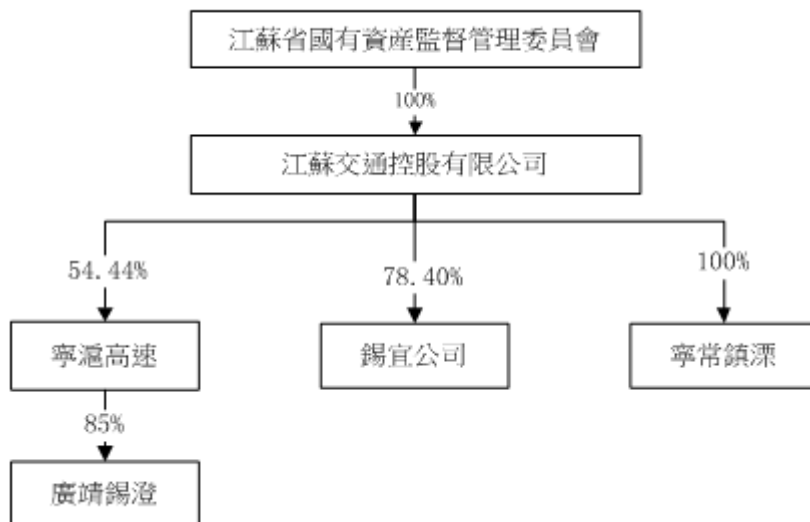 江蘇省國有資産監督管理委員會
100%
江蘇交通控股有限公司
54.44%
78.40%
100%
寧滬高速
錫宜公司
寧常鎮溧
85%
廣靖錫澄